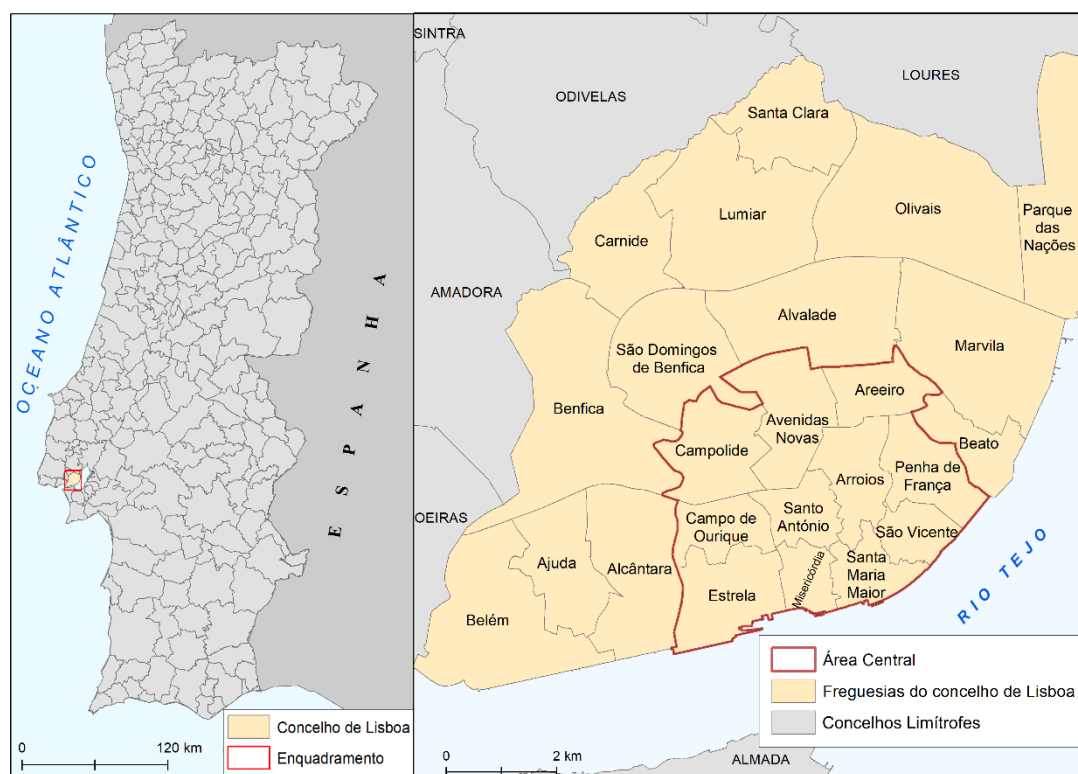 OCEANO ATLÂNTICO
ESPANHA
0
120 km
Concelho de Lisboa
Enquadramento
SINTRA
ODIVELAS
LOURES
AMADORA
OEIRAS
Santa Clara
Lumiar
Olivais
Parque
das
Nações
Carnide
Alvalade
Marvila
São Domingos
de Benfica
Benfica
Areeiro
Avenidas
Novas
Campolide
Beato
Penha de
França
Arroios
Santo
António
Campo de
Ourique
São Vicente
Ajuda
Alcântara
Santa
Maria
Maior
Misericórdia
Estrela
Belém
RIO TEJO
ALMADA
Área Central
Freguesias do concelho de Lisboa
Concelhos Limítrofes
0
2 km